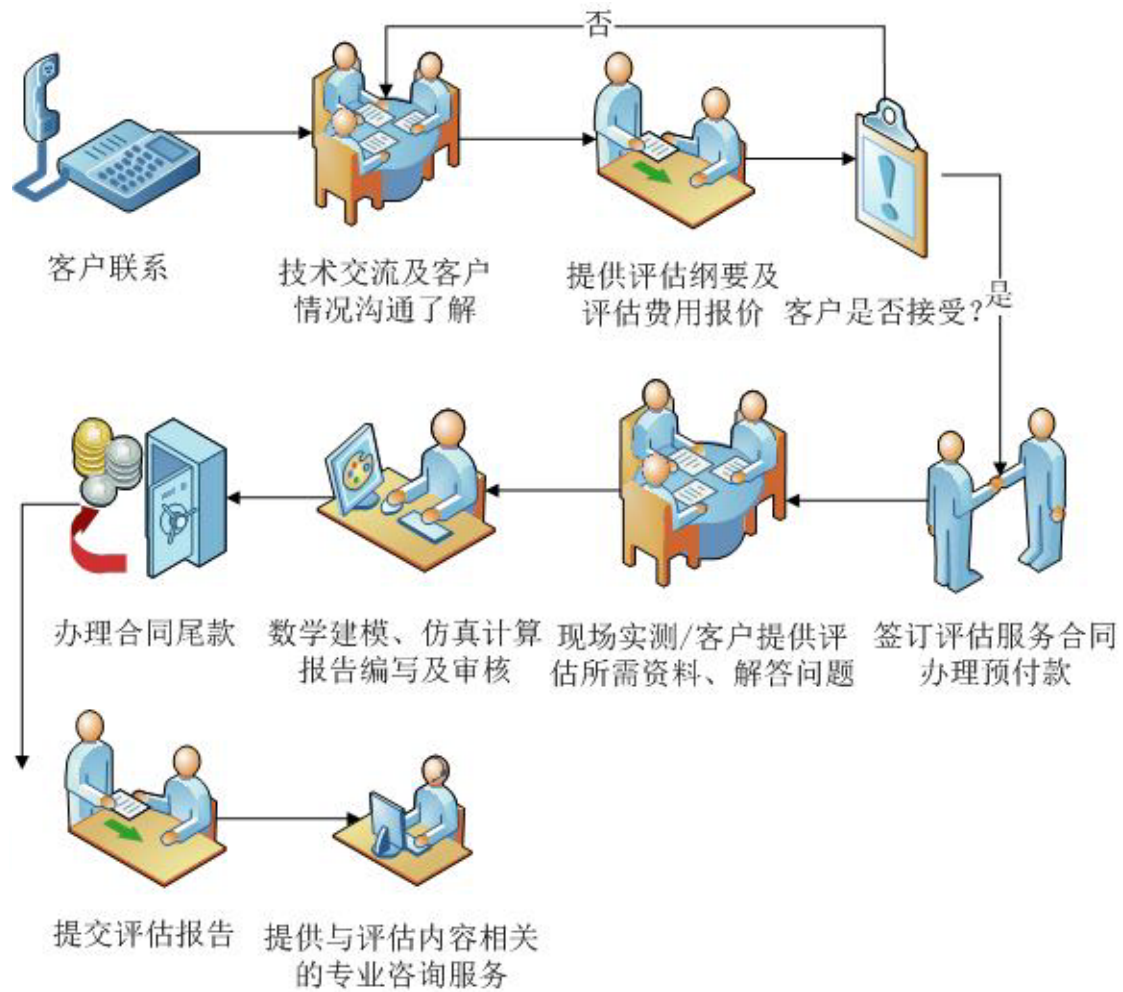 否
客户联系
技术交流及客户
情况沟通了解
提供评估纲要及
评估费用报价
客户是否接受?
是
办理合同尾款
数学建模、仿真计算
报告编写及审核
现场实测/客户提供评
估所需资料、解答问题
签订评估服务合同
办理预付款
提交评估报告
提供与评估内容相关
的专业咨询服务